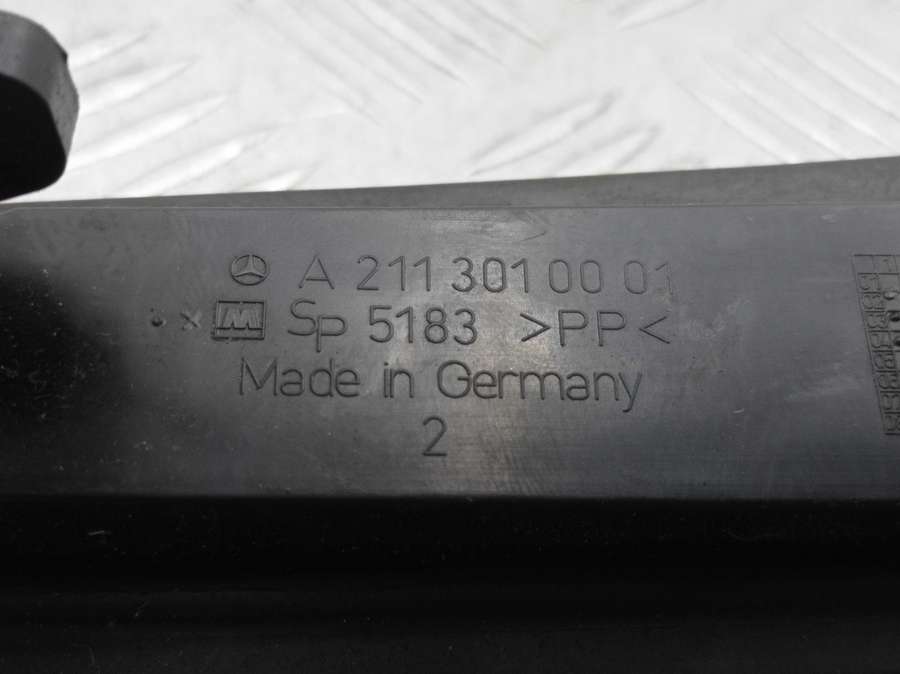 A 211 301 00 01
M Sp 5183 >PP<
Made in Germany
2